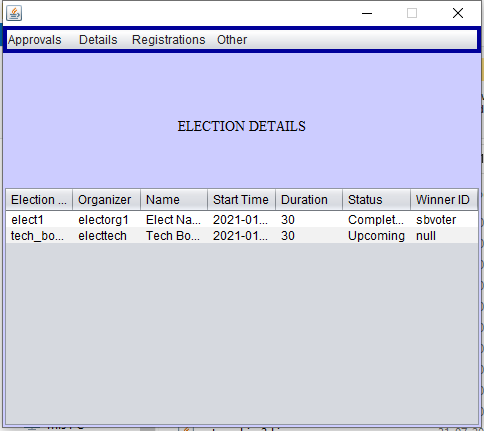 Approvals Details Registrations Other
ELECTION DETAILS
Election ... Organizer Name Start Time Duration Status Winner ID
elect1 electorg1 Elect Na... 2021-01... 30 Complet... sbvoter
tech_bo... electtech Tech Bo... 2021-01... 30 Upcoming null